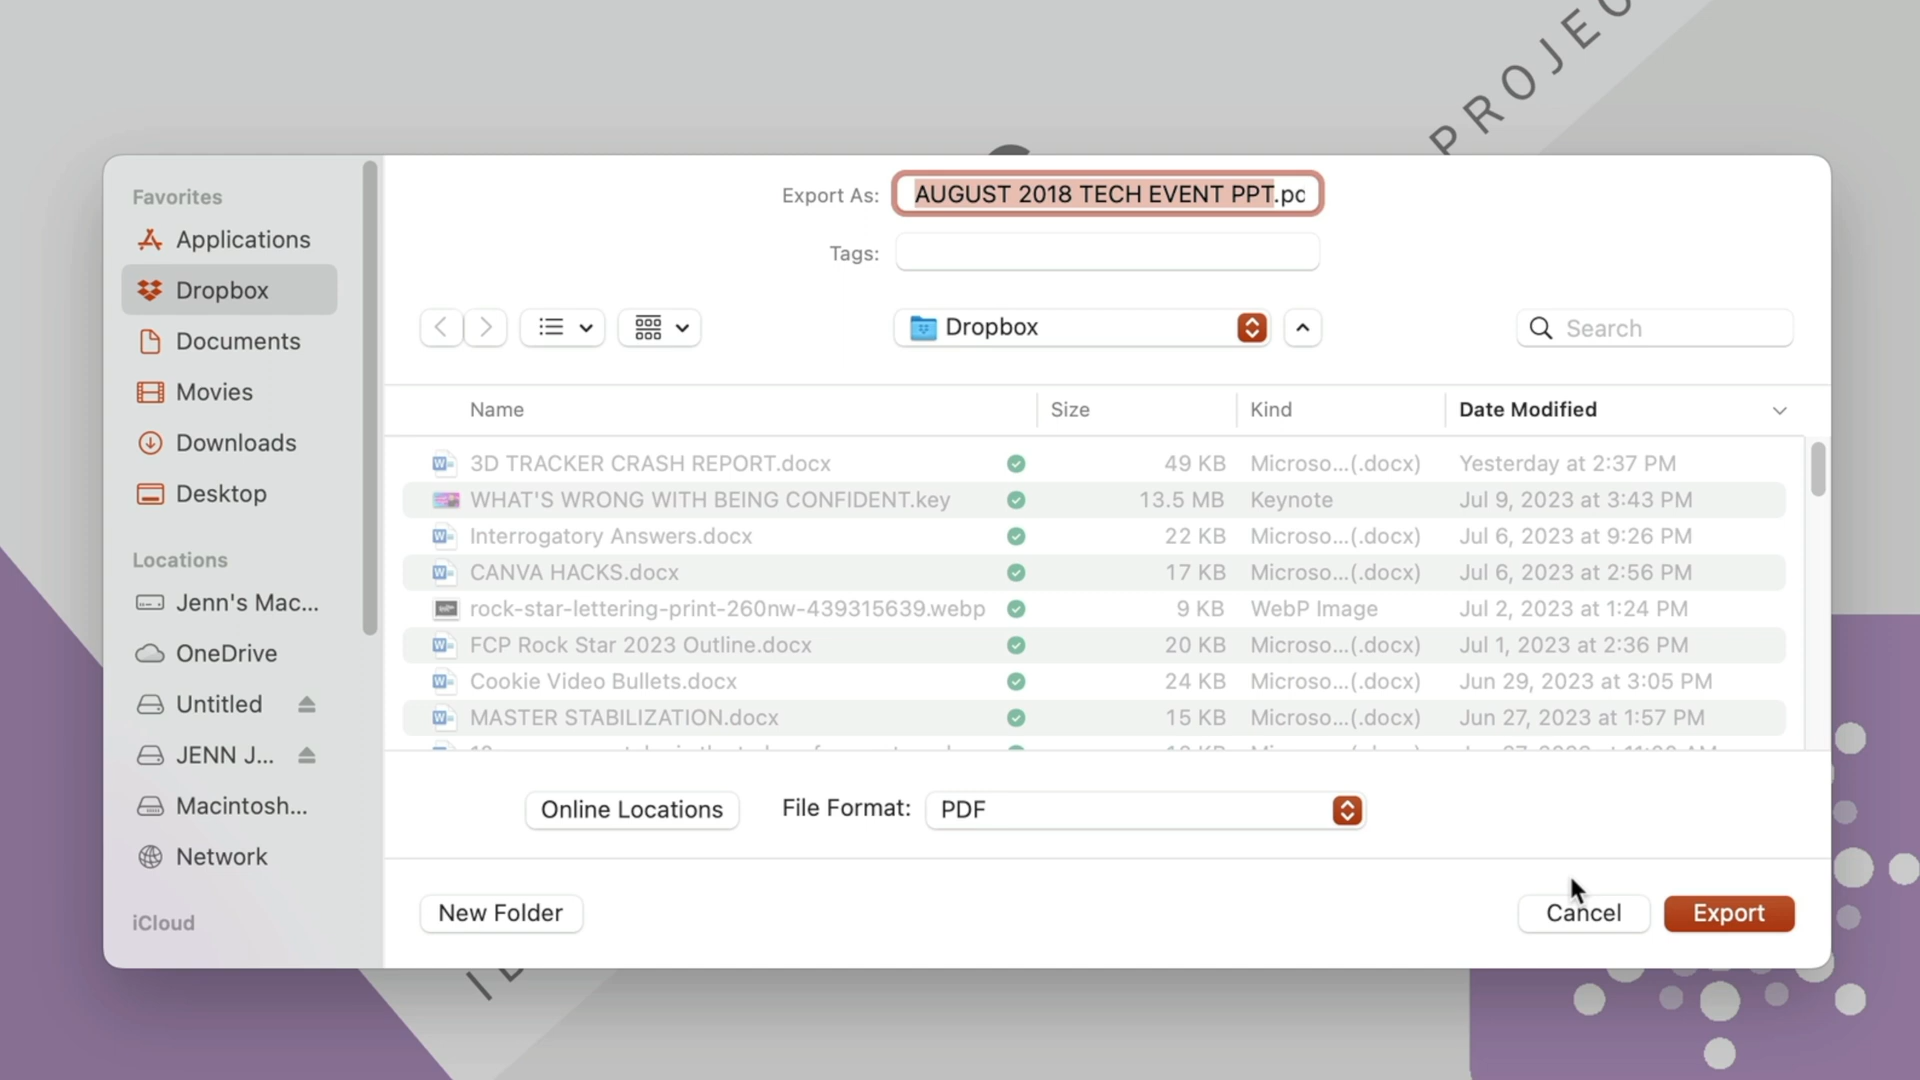 PROJEC
Favorites
Applications
Dropbox
Documents
Movies
Downloads
Desktop
Locations
Jenn's Mac...
OneDrive
Untitled
JENN J...
Macintosh...
Network
iCloud
Export As: AUGUST 2018 TECH EVENT PPT.pd
Tags:
Dropbox
Search
Name Size Kind Date Modified
3D TRACKER CRASH REPORT.docx 49 KB Microso...(.docx) Yesterday at 2:37 PM
WHAT'S WRONG WITH BEING CONFIDENT.key 13.5 MB Keynote Jul 9, 2023 at 3:43 PM
Interrogatory Answers.docx 22 KB Microso...(.docx) Jul 6, 2023 at 9:26 PM
CANVA HACKS.docx 17 KB Microso...(.docx) Jul 6, 2023 at 2:56 PM
rock-star-lettering-print-260nw-439315639.webp 9 KB WebP Image Jul 2, 2023 at 1:24 PM
FCP Rock Star 2023 Outline.docx 20 KB Microso...(.docx) Jul 1, 2023 at 2:36 PM
Cookie Video Bullets.docx 24 KB Microso...(.docx) Jun 29, 2023 at 3:05 PM
MASTER STABILIZATION.docx 15 KB Microso...(.docx) Jun 27, 2023 at 1:57 PM
Online Locations File Format: PDF
New Folder Cancel Export